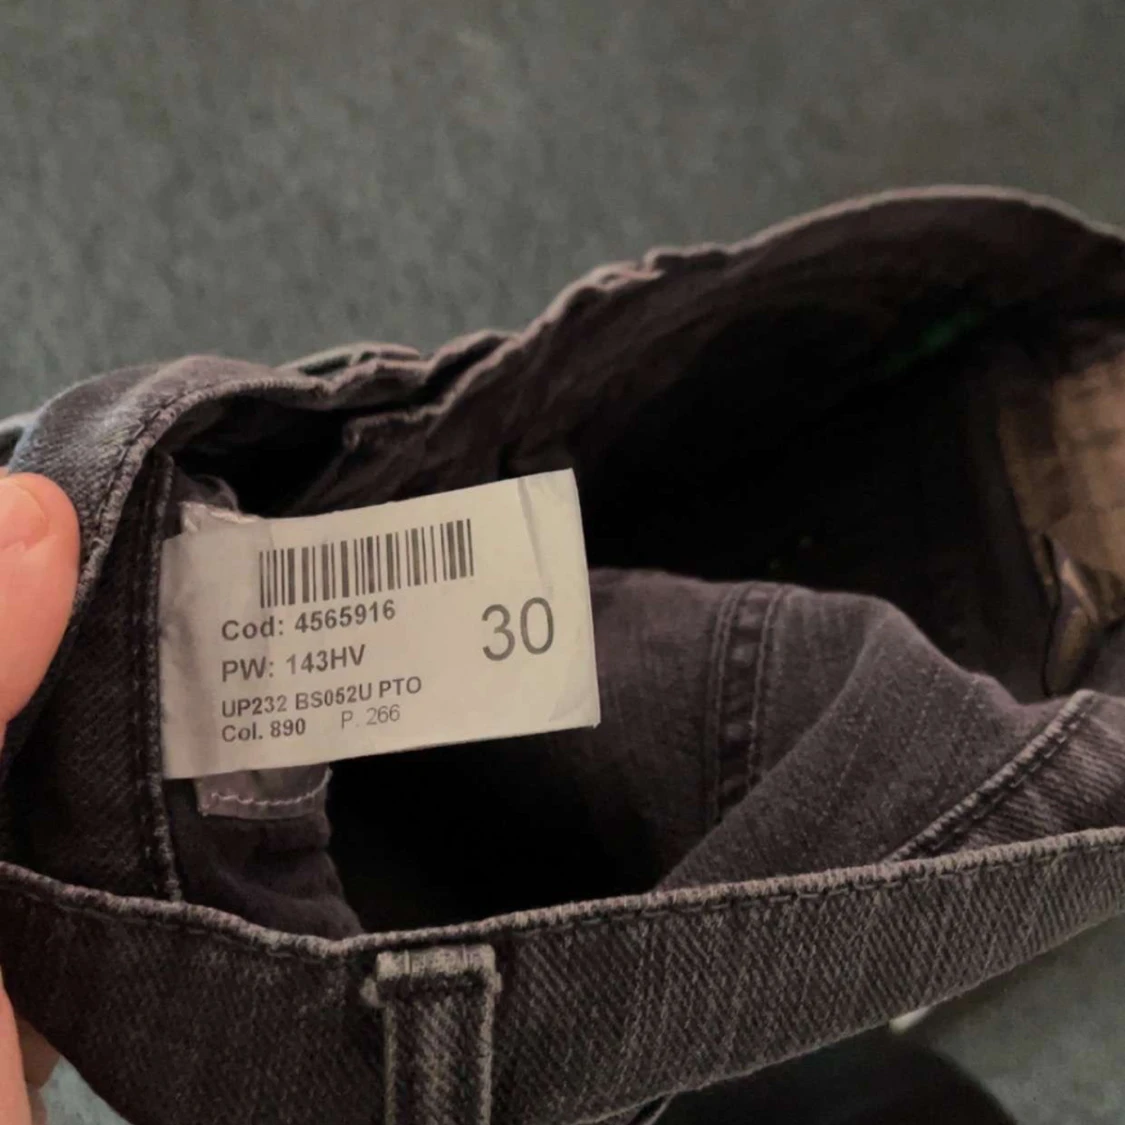 Cod: 4565916
30
PW: 143HV
UP232 BS052U PTO
Col. 890 P. 266